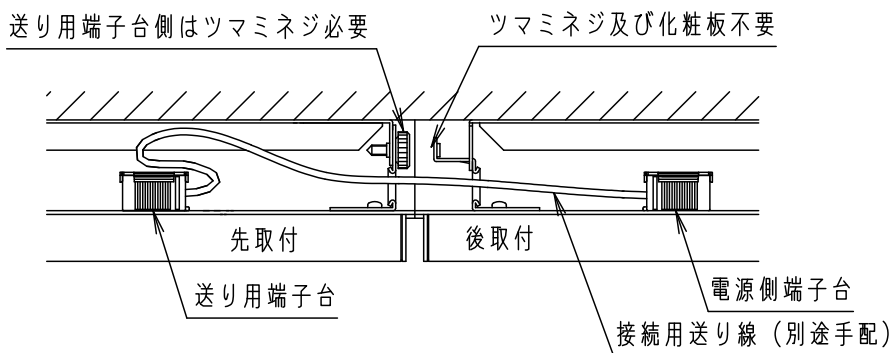 送り用端子台側はツマミネジ必要
ツマミネジ及び化粧板不要
先取付
後取付
送り用端子台
電源側端子台
接続用送り線（別途手配）